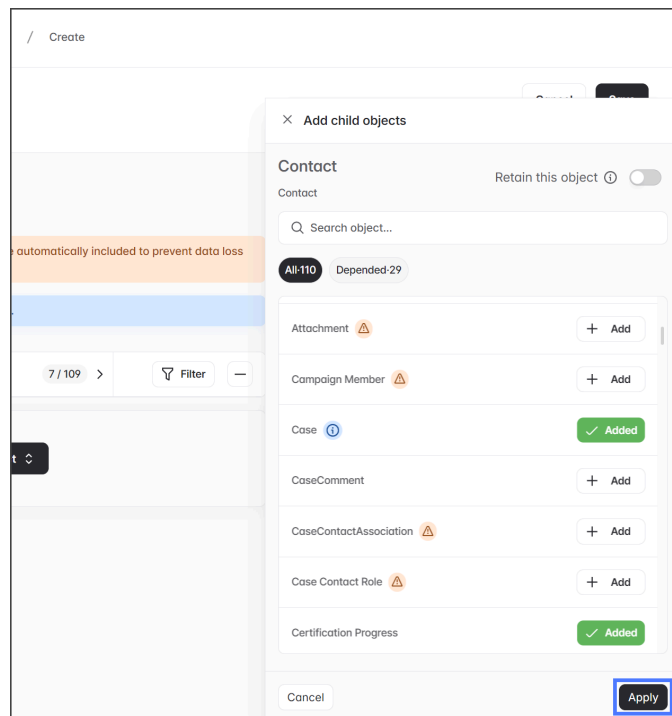 / Create
Add child objects
Contact
Retain this object
Contact
Search object...
e automatically included to prevent data loss
All·110 Depended·29
Attachment + Add
7 / 109 > Filter
Campaign Member + Add
Case Added
t
CaseComment + Add
CaseContactAssociation + Add
Case Contact Role + Add
Certification Progress Added
Cancel Apply